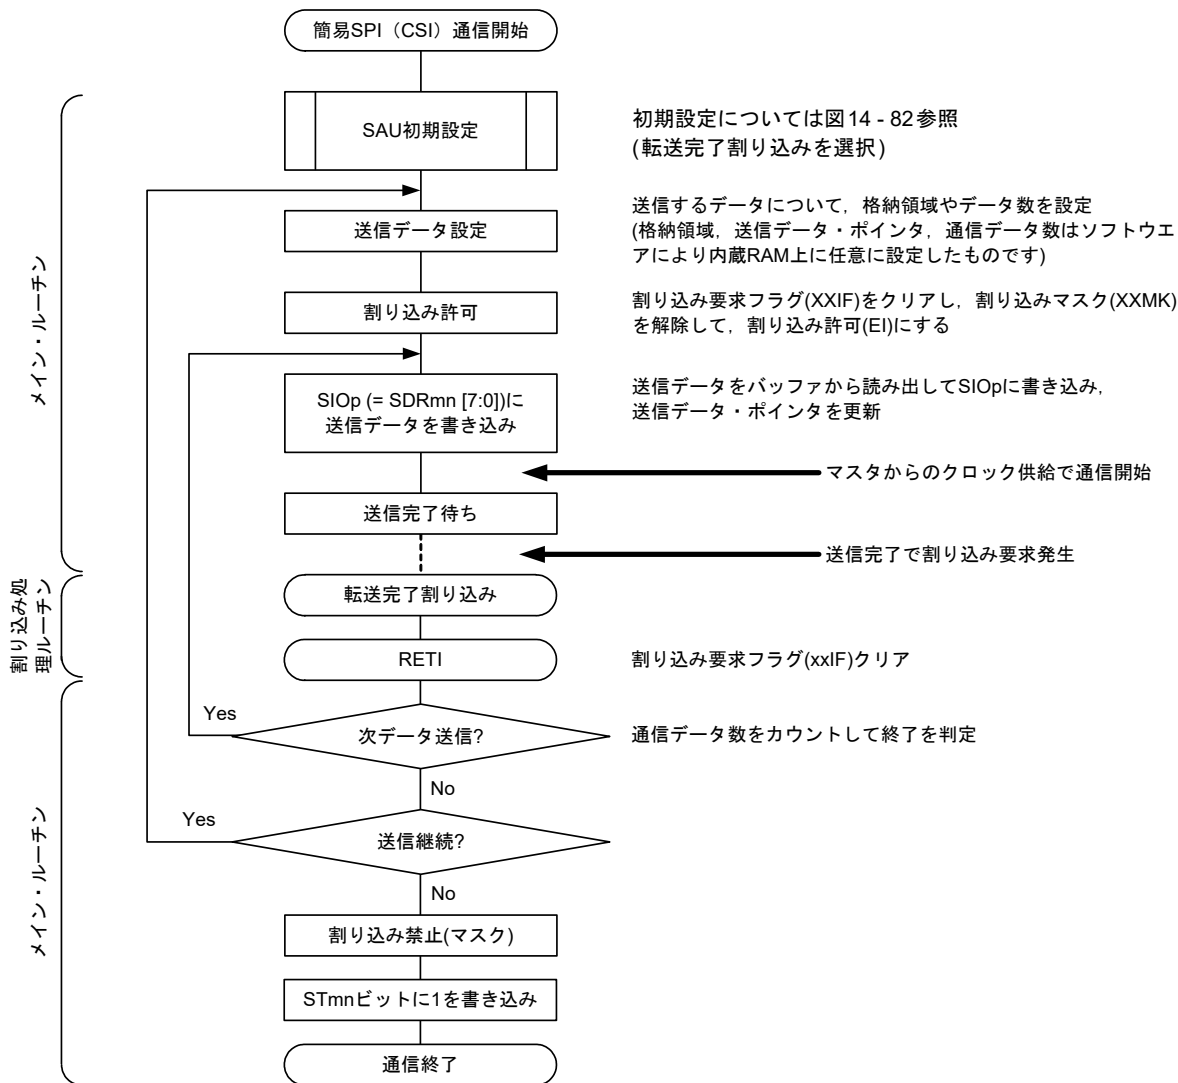 簡易SPI（CSI）通信開始
メイン・ルーチン
SAU初期設定
初期設定については図14 - 82参照
(転送完了割り込みを選択)
送信データ設定
送信するデータについて，格納領域やデータ数を設定
(格納領域，送信データ・ポインタ，通信データ数はソフトウエ
アにより内蔵RAM上に任意に設定したものです)
割り込み許可
割り込み要求フラグ(XXIF)をクリアし，割り込みマスク(XXMK)
を解除して，割り込み許可(EI)にする
SIOp (= SDRmn [7:0])に
送信データを書き込み
送信データをバッファから読み出してSIOpに書き込み，
送信データ・ポインタを更新
マスタからのクロック供給で通信開始
送信完了待ち
送信完了で割り込み要求発生
割り込み処
理ルーチン
転送完了割り込み
RETI
割り込み要求フラグ(xxIF)クリア
メイン・ルーチン
Yes
次データ送信?
通信データ数をカウントして終了を判定
No
Yes
送信継続?
No
割り込み禁止(マスク)
STmnビットに1を書き込み
通信終了